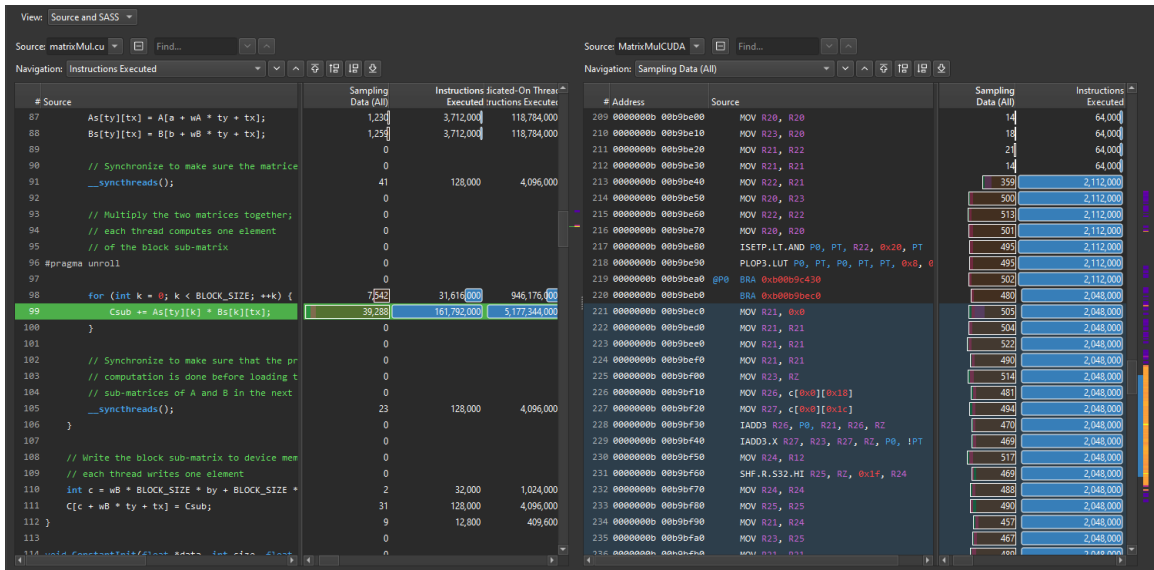 View: Source and SASS
Source: matrixMul.cu Find...
Navigation: Instructions Executed
# Source Sampling Data (All) Instructions Executed
87 As[ty][tx] = A[a + wA * ty + tx]; 1,230 3,712,000 118,784,000
88 Bs[ty][tx] = B[b + wB * ty + tx]; 1,259 3,712,000 118,784,000
89 0
90 // Synchronize to make sure the matrice 0
91 __syncthreads(); 41 128,000 4,096,000
92 0
93 // Multiply the two matrices together; 0
94 // each thread computes one element 0
95 // of the block sub-matrix 0
96 #pragma unroll 0
97 0
98 for (int k = 0; k < BLOCK_SIZE; ++k) { 7,542 31,616,000 946,176,000
99 Csub += As[ty][k] * Bs[k][tx]; 39,288 161,792,000 5,177,344,000
100 } 0
101 0
102 // Synchronize to make sure that the pr 0
103 // computation is done before loading t 0
104 // sub-matrices of A and B in the next 0
105 __syncthreads(); 23 128,000 4,096,000
106 } 0
107 0
108 // Write the block sub-matrix to device mem 0
109 // each thread writes one element 0
110 int c = wB * BLOCK_SIZE * by + BLOCK_SIZE * 2 32,000 1,024,000
111 C[c + wB * ty + tx] = Csub; 31 128,000 4,096,000
112 } 9 12,800 409,600
113 0
Source: MatrixMulCUDA Find...
Navigation: Sampling Data (All)
# Address Source Sampling Data (All) Instructions Executed
209 0000000b 00b9be00 MOV R20, R20 14 64,000
210 0000000b 00b9be10 MOV R23, R20 18 64,000
211 0000000b 00b9be20 MOV R21, R22 21 64,000
212 0000000b 00b9be30 MOV R21, R21 14 64,000
213 0000000b 00b9be40 MOV R22, R21 359 2,112,000
214 0000000b 00b9be50 MOV R20, R23 500 2,112,000
215 0000000b 00b9be60 MOV R22, R22 513 2,112,000
216 0000000b 00b9be70 MOV R20, R20 501 2,112,000
217 0000000b 00b9be80 ISETP.LT.AND P0, PT, R22, 0x20, PT 495 2,112,000
218 0000000b 00b9be90 PLOP3.LUT P0, PT, P0, PT, PT, 0x8, 495 2,112,000
219 0000000b 00b9bea0 @P0 BRA 0xb00b9c430 502 2,112,000
220 0000000b 00b9beb0 BRA 0xb00b9bec0 480 2,048,000
221 0000000b 00b9bec0 MOV R21, 0x0 505 2,048,000
222 0000000b 00b9bed0 MOV R21, R21 504 2,048,000
223 0000000b 00b9bee0 MOV R21, R21 522 2,048,000
224 0000000b 00b9bef0 MOV R21, R21 490 2,048,000
225 0000000b 00b9bf00 MOV R23, RZ 514 2,048,000
226 0000000b 00b9bf10 MOV R26, c[0x0][0x18] 481 2,048,000
227 0000000b 00b9bf20 MOV R27, c[0x0][0x1c] 494 2,048,000
228 0000000b 00b9bf30 IADD3 R26, P0, R21, R26, RZ 470 2,048,000
229 0000000b 00b9bf40 IADD3.X R27, R23, R27, RZ, P0, !PT 469 2,048,000
230 0000000b 00b9bf50 MOV R24, R12 517 2,048,000
231 0000000b 00b9bf60 SHF.R.S32.HI R25, RZ, 0x1f, R24 469 2,048,000
232 0000000b 00b9bf70 MOV R24, R24 488 2,048,000
233 0000000b 00b9bf80 MOV R25, R25 490 2,048,000
234 0000000b 00b9bf90 MOV R21, R24 457 2,048,000
235 0000000b 00b9bfa0 MOV R23, R25 467 2,048,000